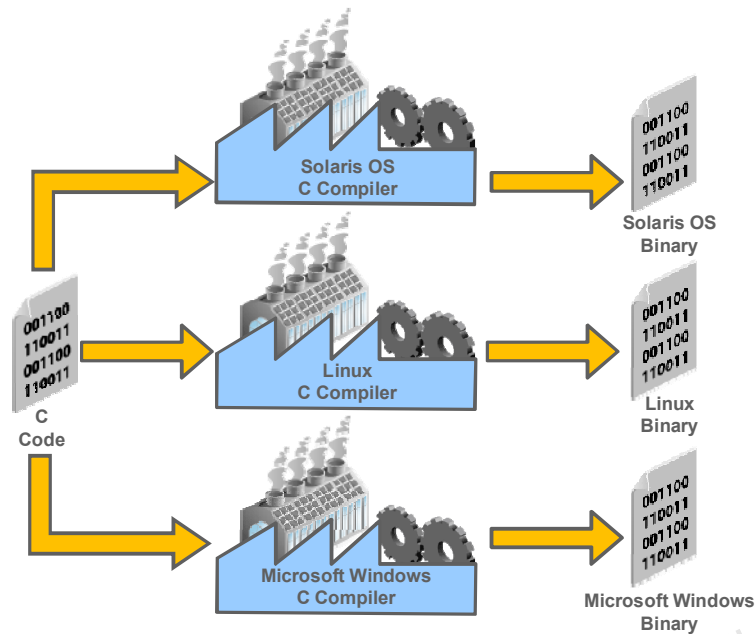 001100
110011
001100
110011
Solaris OS
C Compiler
Solaris OS
Binary
001100
110011
001100
110011
C
Code
Linux
C Compiler
001100
110011
001100
110011
Linux
Binary
Microsoft Windows
C Compiler
001100
110011
001100
110011
Microsoft Windows
Binary